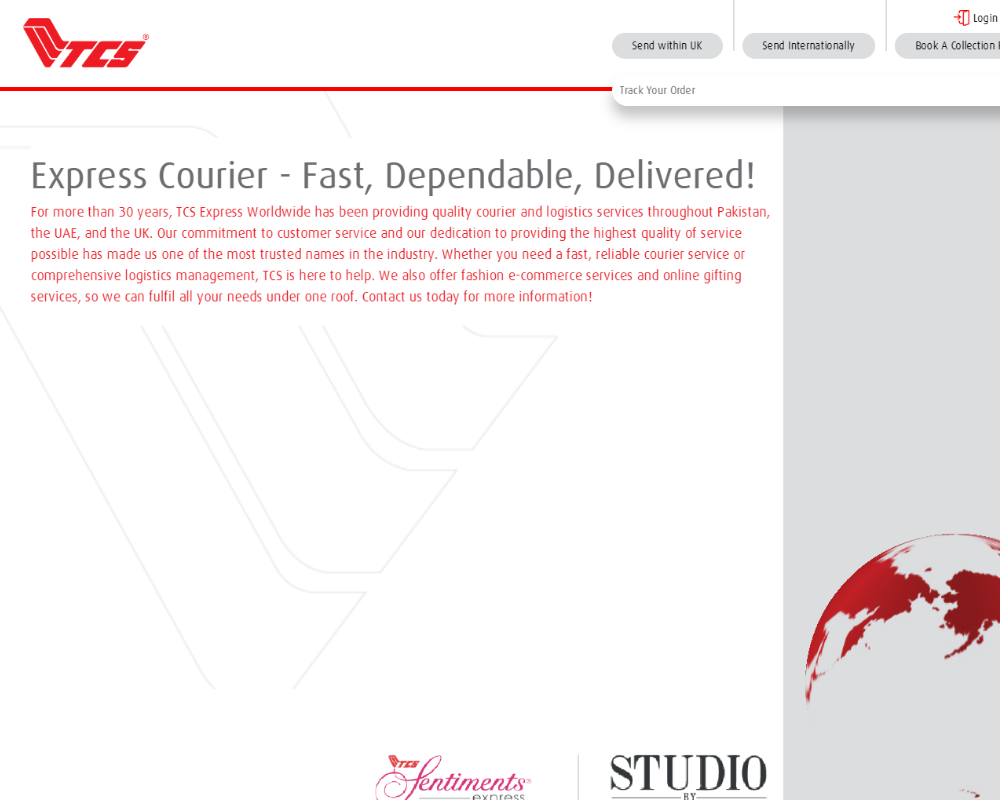 TCS®
Login
Send within UK
Send Internationally
Book A Collection
Track Your Order
Express Courier - Fast, Dependable, Delivered!
For more than 30 years, TCS Express Worldwide has been providing quality courier and logistics services throughout Pakistan,
the UAE, and the UK. Our commitment to customer service and our dedication to providing the highest quality of service
possible has made us one of the most trusted names in the industry. Whether you need a fast, reliable courier service or
comprehensive logistics management, TCS is here to help. We also offer fashion e-commerce services and online gifting
services, so we can fulfil all your needs under one roof. Contact us today for more information!
TCS
Sentiments
express
STUDIO
BY